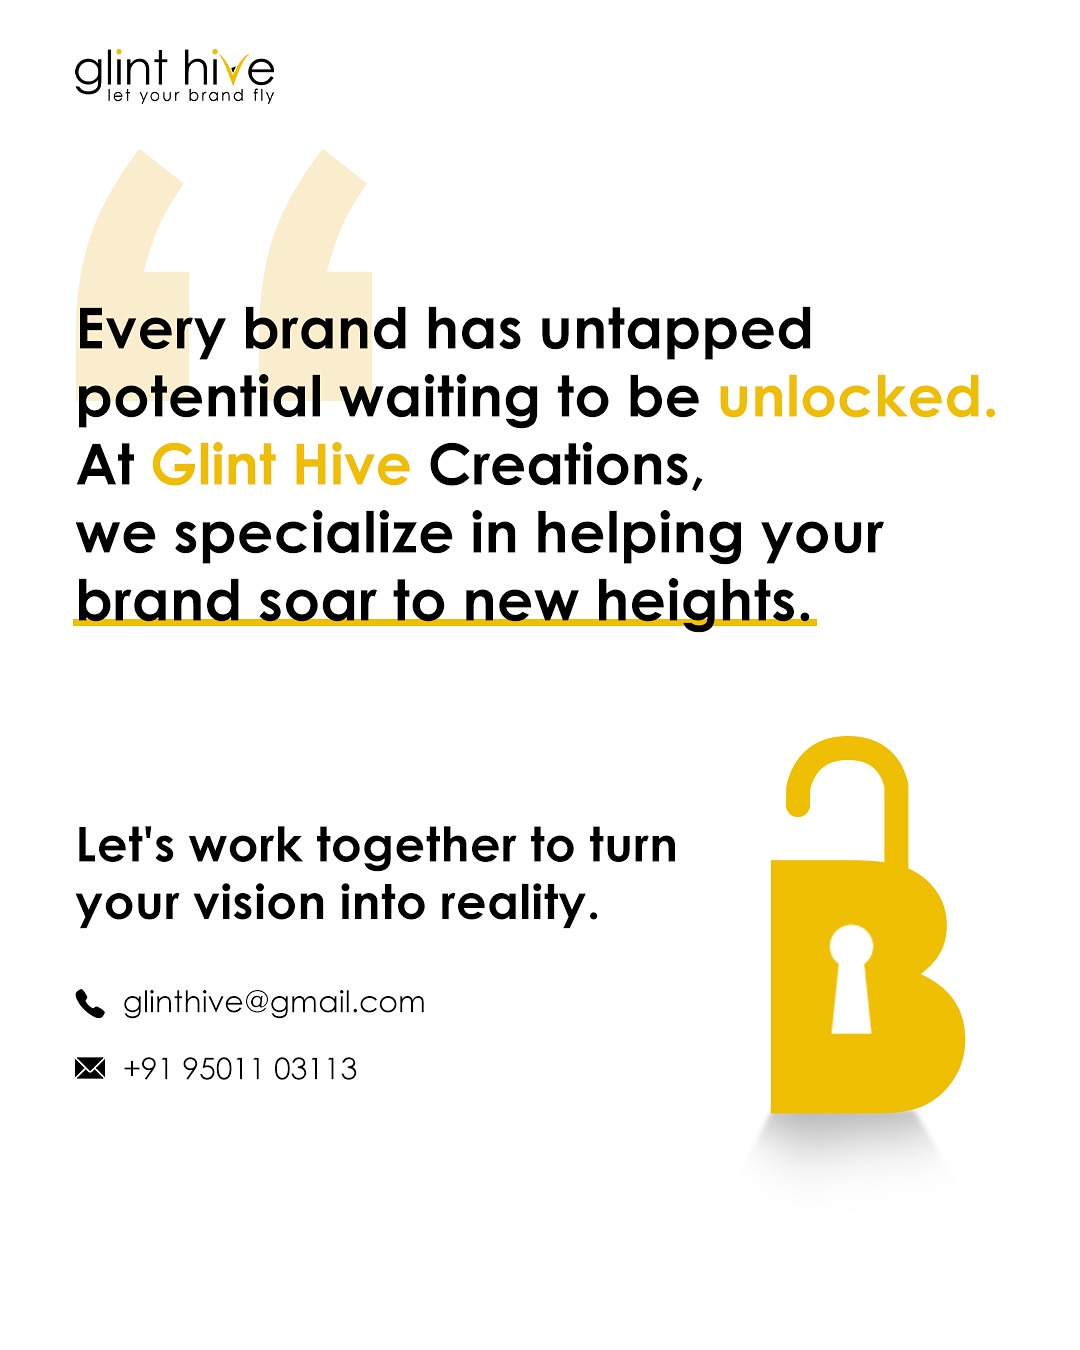 glint hive
let your brand fly
“
Every brand has untapped
potential waiting to be unlocked.
At Glint Hive Creations,
we specialize in helping your
brand soar to new heights.
Let's work together to turn
your vision into reality.
glinthive@gmail.com
+91 95011 03113
B